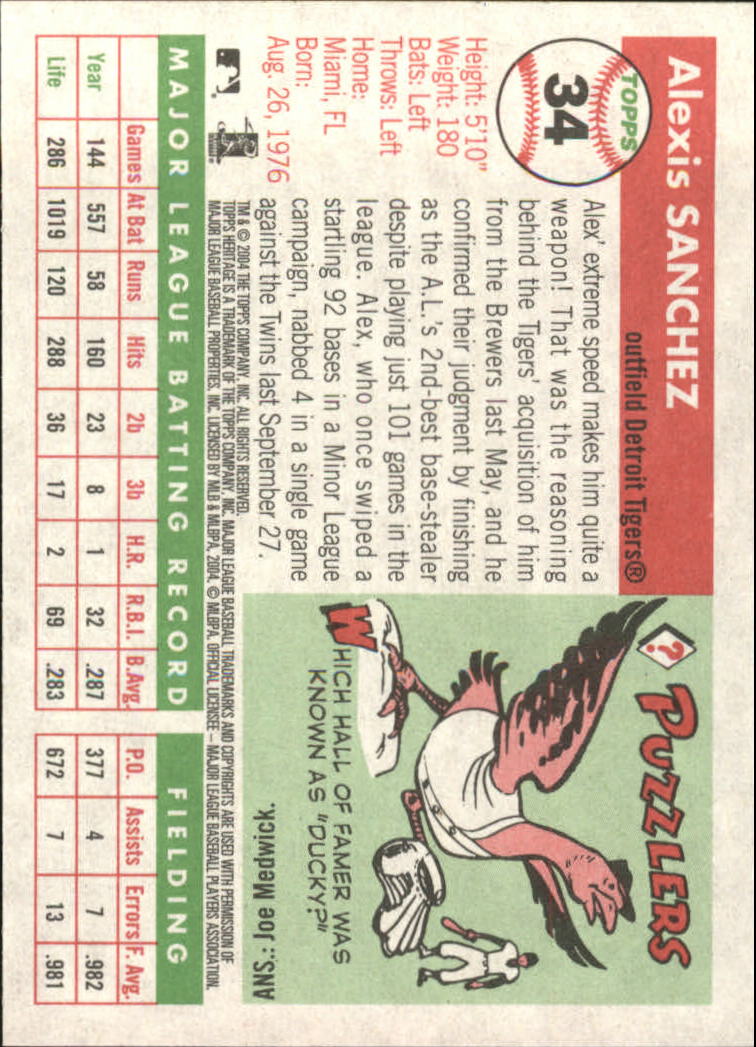 Alexis SANCHEZ
outfield Detroit Tigers®
TOPPS
34
Height: 5'10"
Weight: 180
Bats: Left
Throws: Left
Home:
Miami, FL
Born:
Aug. 26, 1976
Alex' extreme speed makes him quite a
weapon! That was the reasoning
behind the Tigers' acquisition of him
from the Brewers last May, and he
confirmed their judgment by finishing
as the A.L.'s 2nd-best base-stealer
despite playing just 101 games in the
league. Alex, who once swiped a
startling 92 bases in a Minor League
campaign, nabbed 4 in a single game
against the Twins last September 27.
? PUZZLERS
WHICH HALL OF FAMER WAS
KNOWN AS "DUCKY?"
ANS.: Joe Medwick.
TM & © 2004 THE TOPPS COMPANY, INC. ALL RIGHTS RESERVED.
TOPPS HERITAGE IS A TRADEMARK OF THE TOPPS COMPANY, INC. MAJOR LEAGUE BASEBALL TRADEMARKS AND COPYRIGHTS ARE USED WITH PERMISSION OF
MAJOR LEAGUE BASEBALL PROPERTIES, INC. LICENSED BY MLB & MLBPA, 2004. © MLBPA. OFFICIAL LICENSEE – MAJOR LEAGUE BASEBALL PLAYERS ASSOCIATION.
MAJOR LEAGUE BATTING RECORD FIELDING
Games At Bat Runs Hits 2b 3b H.R. R.B.I. B.Avg. P.O. Assists Errors F. Avg.
Year 144 557 58 160 23 8 1 32 .287 377 4 7 .982
Life 286 1019 120 288 36 17 2 69 .283 672 7 13 .981